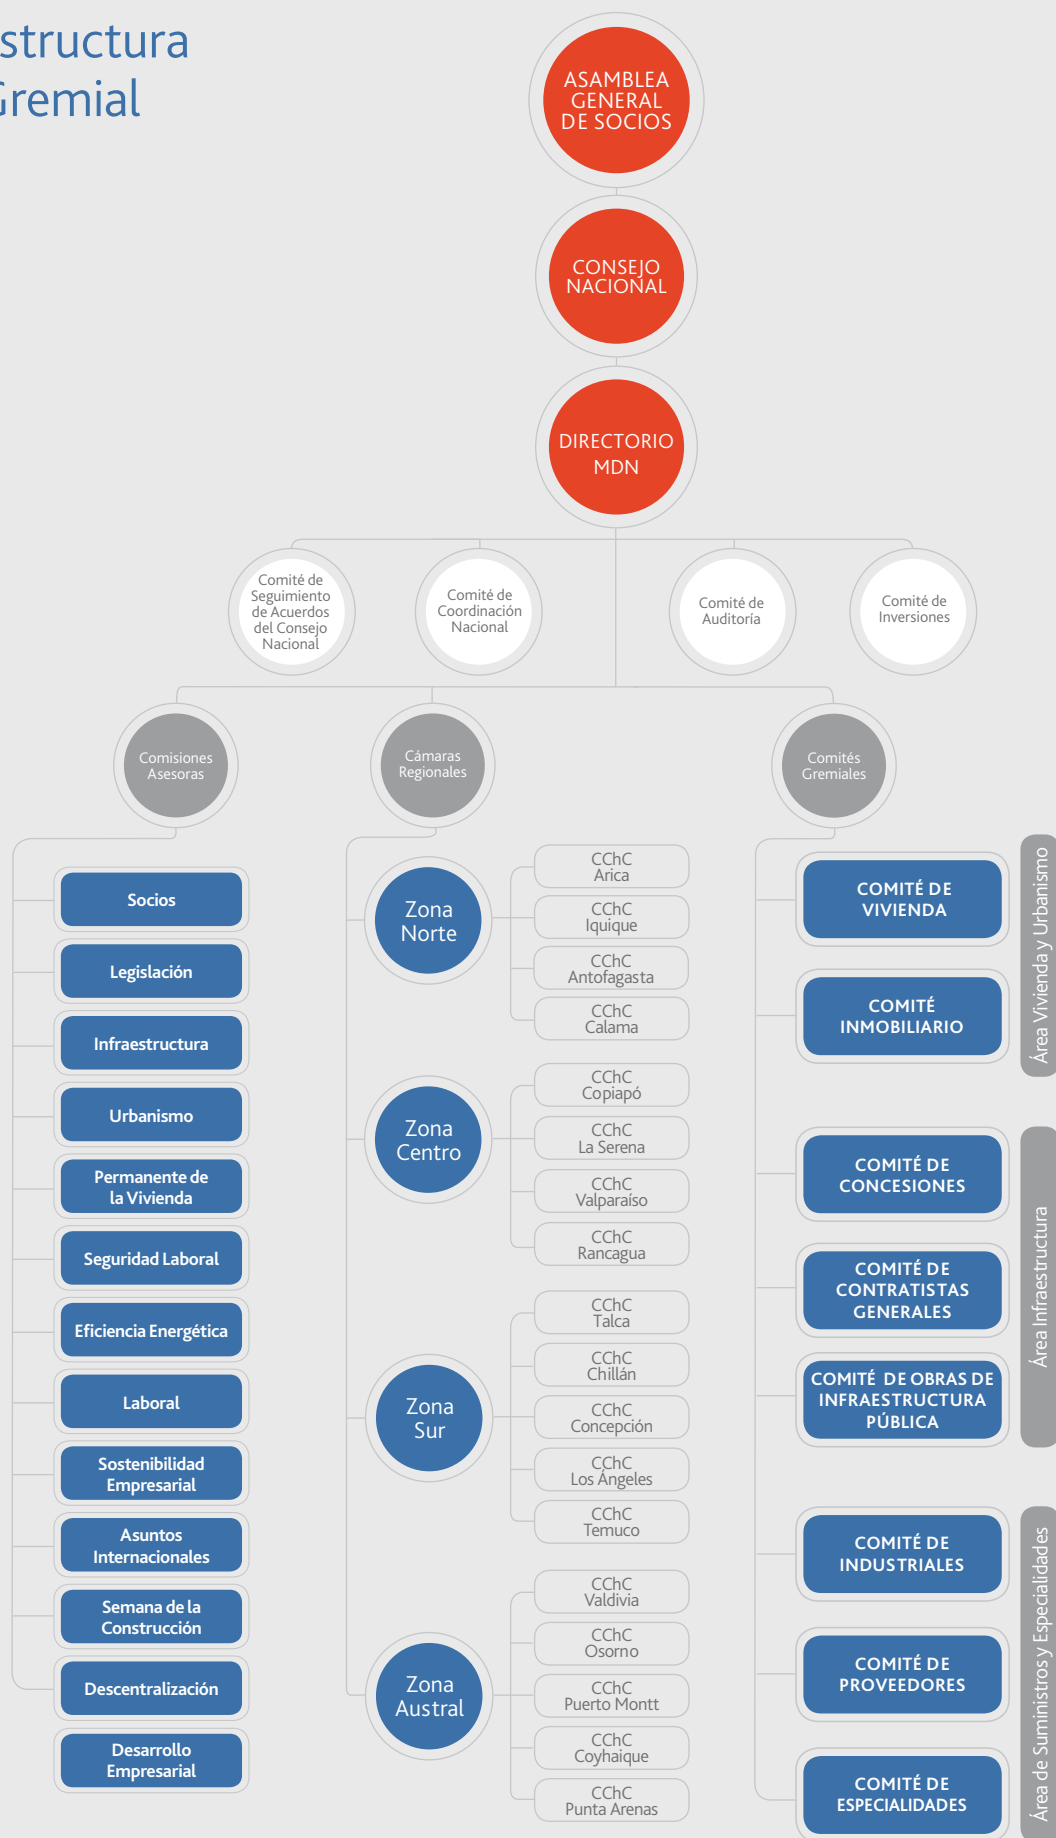 structura
Gremial
ASAMBLEA
GENERAL
DE SOCIOS
CONSEJO
NACIONAL
DIRECTORIO
MDN
Comité de
Seguimiento
de Acuerdos
del Consejo
Nacional
Comité de
Coordinación
Nacional
Comité de
Auditoría
Comité de
Inversiones
Comisiones
Asesoras
Cámaras
Regionales
Comités
Gremiales
Socios
Legislación
Infraestructura
Urbanismo
Permanente de
la Vivienda
Seguridad Laboral
Eficiencia Energética
Laboral
Sostenibilidad
Empresarial
Asuntos
Internacionales
Semana de la
Construcción
Descentralización
Desarrollo
Empresarial
Zona
Norte
CChC
Arica
CChC
Iquique
CChC
Antofagasta
CChC
Calama
Zona
Centro
CChC
Copiapó
CChC
La Serena
CChC
Valparaíso
CChC
Rancagua
Zona
Sur
CChC
Talca
CChC
Chillán
CChC
Concepción
CChC
Los Ángeles
CChC
Temuco
Zona
Austral
CChC
Valdivia
CChC
Osorno
CChC
Puerto Montt
CChC
Coyhaique
CChC
Punta Arenas
COMITÉ DE
VIVIENDA
COMITÉ
INMOBILIARIO
Área Vivienda y Urbanismo
COMITÉ DE
CONCESIONES
COMITÉ DE
CONTRATISTAS
GENERALES
COMITÉ DE OBRAS DE
INFRAESTRUCTURA
PÚBLICA
Área Infraestructura
COMITÉ DE
INDUSTRIALES
COMITÉ DE
PROVEEDORES
COMITÉ DE
ESPECIALIDADES
Área de Suministros y Especialidades